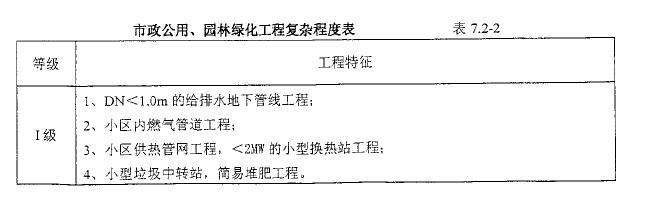 市政公用、园林绿化工程复杂程度表 表 7.2-2
等级 工程特征
I 级
1、DN＜1.0m 的给排水地下管线工程；
2、小区内燃气管道工程；
3、小区供热管网工程，＜2MW 的小型换热站工程；
4、小型垃圾中转站，简易堆肥工程。